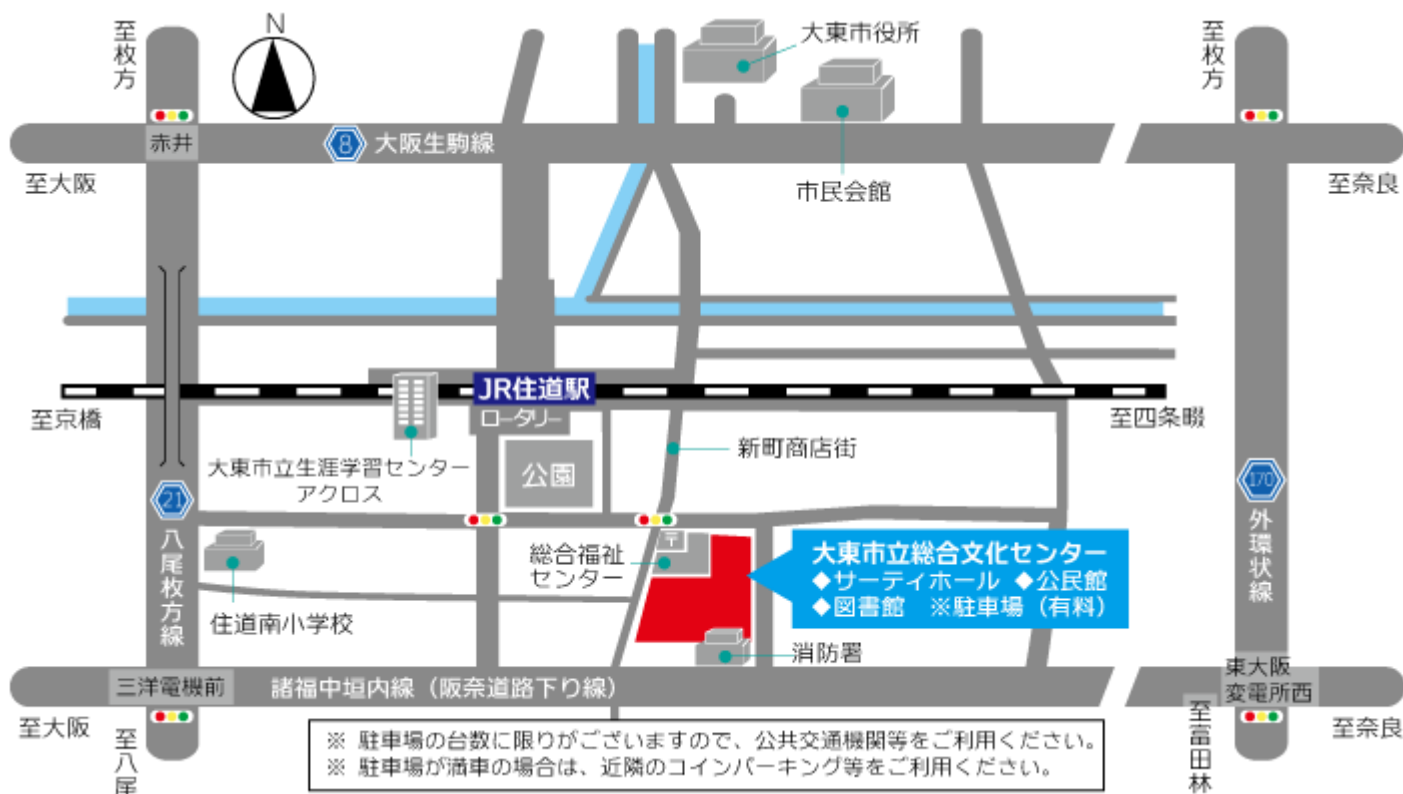 至枚方
N
大東市役所
至枚方
赤井
8
大阪生駒線
至大阪
市民会館
至奈良
JR住道駅
至京橋
ロータリー
至四条畷
新町商店街
大東市立生涯学習センター
アクロス
公園
21
八尾枚方線
170
外環状線
総合福祉
センター
〒
大東市立総合文化センター
◆サーティホール ◆公民館
◆図書館 ※駐車場(有料)
住道南小学校
消防署
三洋電機前
諸福中垣内線(阪奈道路下り線)
東大阪
変電所西
至大阪
至八尾
至富田林
至奈良
※ 駐車場の台数に限りがございますので、公共交通機関等をご利用ください。
※ 駐車場が満車の場合は、近隣のコインパーキング等をご利用ください。